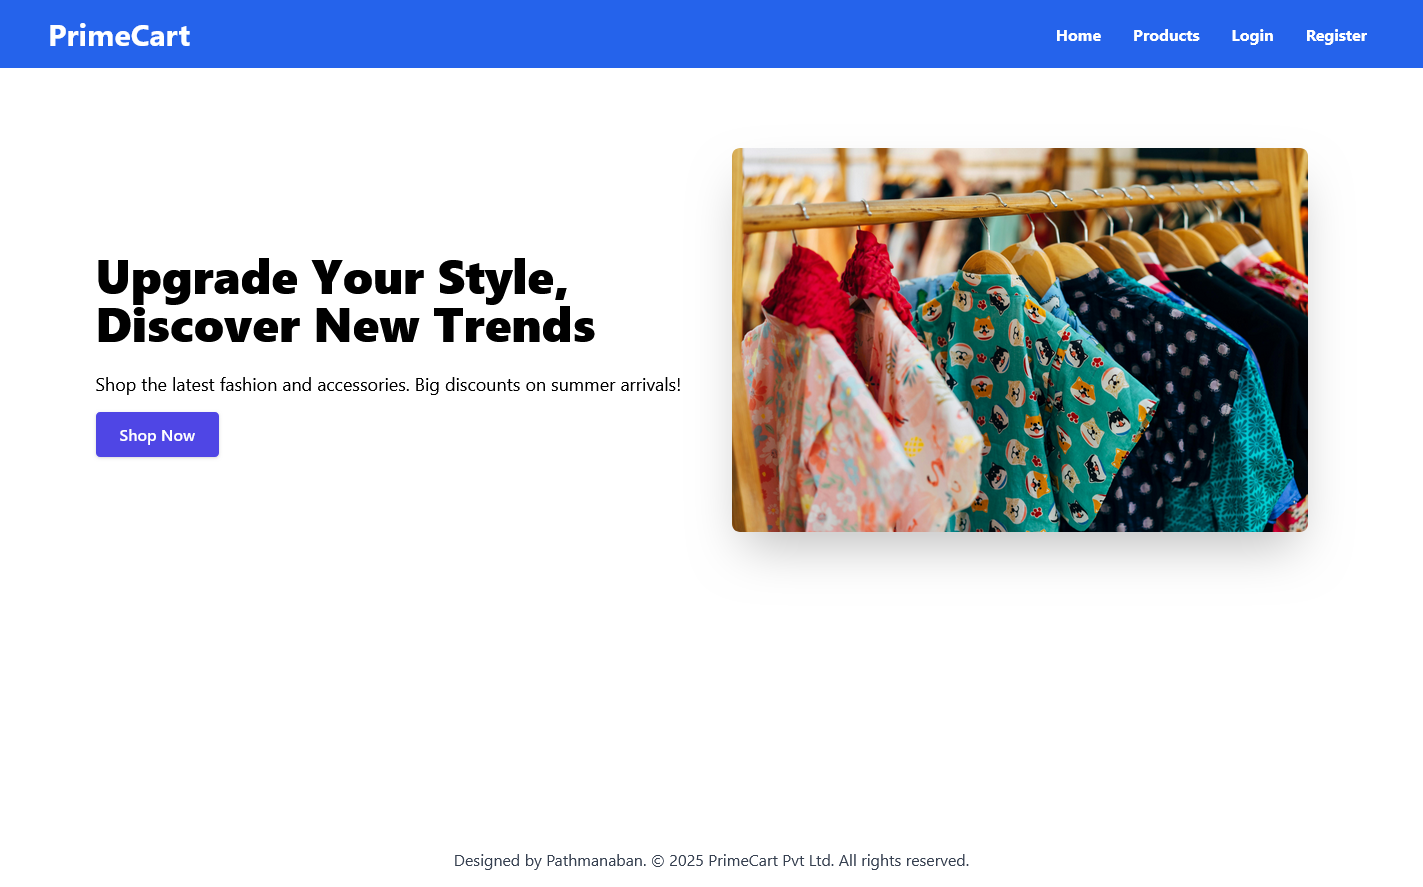 PrimeCart
Home Products Login Register
Upgrade Your Style,
Discover New Trends
Shop the latest fashion and accessories. Big discounts on summer arrivals!
Shop Now
Designed by Pathmanaban. © 2025 PrimeCart Pvt Ltd. All rights reserved.